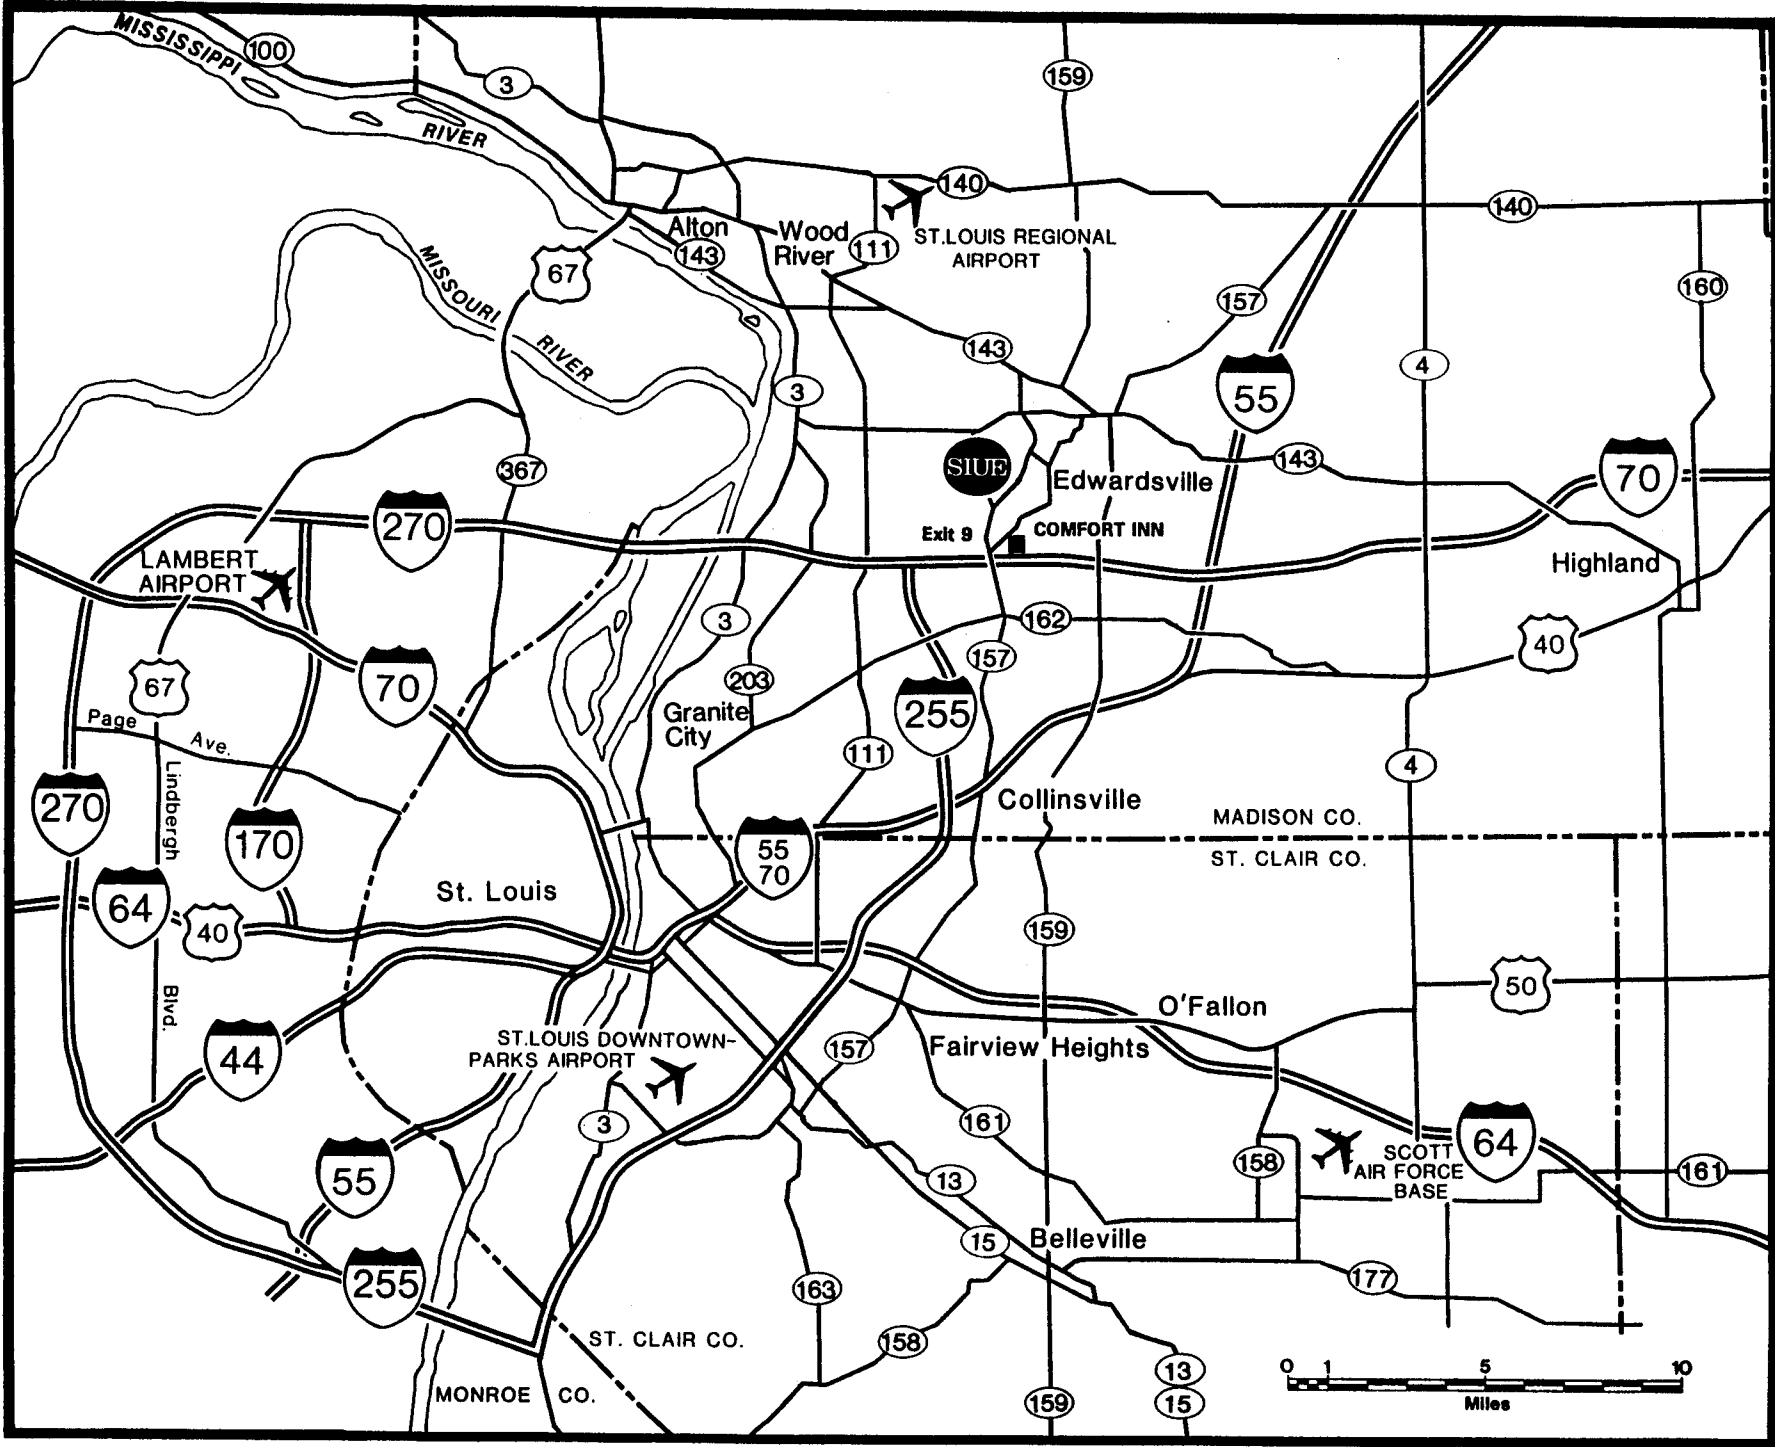 MISSISSIPPI
100
3
159
RIVER
140
140
Alton
143
Wood
River
111
ST.LOUIS REGIONAL
AIRPORT
67
MISSOURI
RIVER
157
160
143
3
55
4
367
SIUE
Edwardsville
143
70
270
Exit 9
COMFORT INN
LAMBERT
AIRPORT
Highland
3
162
40
157
67
70
203
255
Granite
City
Page
Ave.
111
4
Lindbergh
Blvd.
270
170
Collinsville
MADISON CO.
ST. CLAIR CO.
55
70
St. Louis
64
40
159
50
O'Fallon
ST.LOUIS DOWNTOWN-
PARKS AIRPORT
157
Fairview Heights
44
3
161
64
SCOTT
AIR FORCE
BASE
158
161
55
13
15
Belleville
255
163
177
ST. CLAIR CO.
158
MONROE CO.
159
13
15
0 1 5 10
Miles